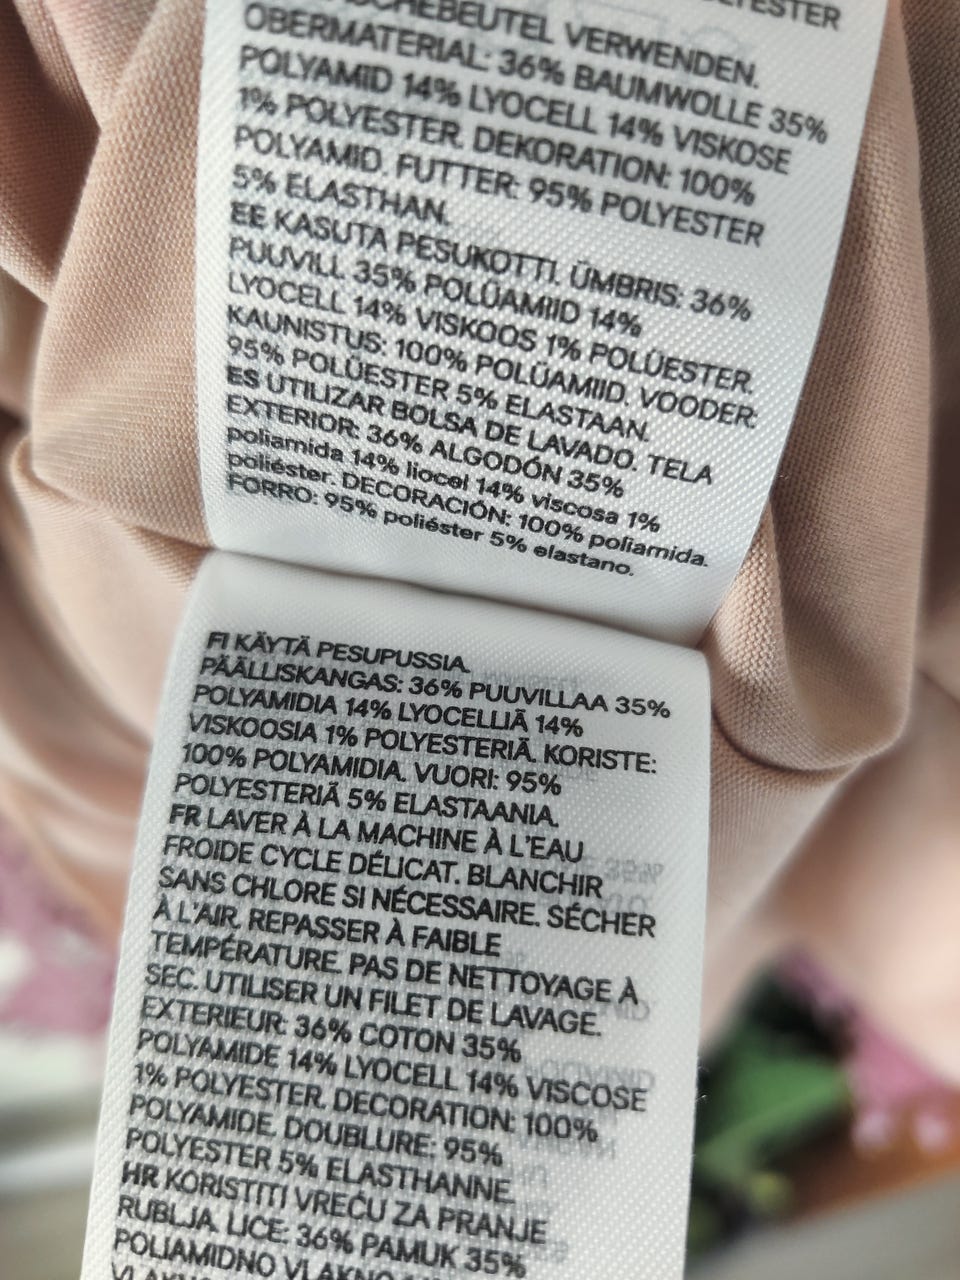 POLYESTER
WÄSCHEBEUTEL VERWENDEN.
OBERMATERIAL: 36% BAUMWOLLE 35%
POLYAMID 14% LYOCELL 14% VISKOSE
1% POLYESTER. DEKORATION: 100%
POLYAMID. FUTTER: 95% POLYESTER
5% ELASTHAN.
EE KASUTA PESUKOTTI. ÜMBRIS: 36%
PUUVILL 35% POLÜAMIID 14%
LYOCELL 14% VISKOOS 1% POLÜESTER.
KAUNISTUS: 100% POLÜAMIID. VOODER:
95% POLÜESTER 5% ELASTAAN.
ES UTILIZAR BOLSA DE LAVADO. TELA
EXTERIOR: 36% ALGODÓN 35%
poliamida 14% liocel 14% viscosa 1%
poliéster. DECORACIÓN: 100% poliamida.
FORRO: 95% poliéster 5% elastano.
FI KÄYTÄ PESUPUSSIA.
PÄÄLLISKANGAS: 36% PUUVILLAA 35%
POLYAMIDIA 14% LYOCELLIÄ 14%
VISKOOSIA 1% POLYESTERIÄ. KORISTE:
100% POLYAMIDIA. VUORI: 95%
POLYESTERIÄ 5% ELASTAANIA.
FR LAVER À LA MACHINE À L'EAU
FROIDE CYCLE DÉLICAT. BLANCHIR
SANS CHLORE SI NÉCESSAIRE. SÉCHER
À L'AIR. REPASSER À FAIBLE
TEMPÉRATURE. PAS DE NETTOYAGE À
SEC. UTILISER UN FILET DE LAVAGE.
EXTERIEUR: 36% COTON 35%
POLYAMIDE 14% LYOCELL 14% VISCOSE
1% POLYESTER. DECORATION: 100%
POLYAMIDE. DOUBLURE: 95%
POLYESTER 5% ELASTHANNE.
HR KORISTITI VREĆU ZA PRANJE
RUBLJA. LICE: 36% PAMUK 35%
POLIAMIDNO VLAKNO